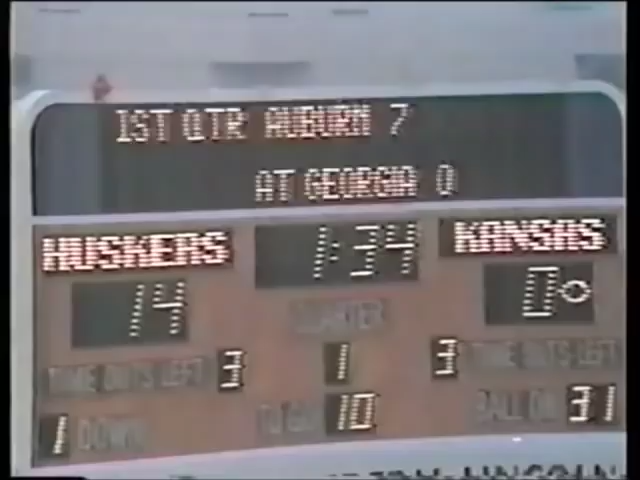 1ST QTR AUBURN 7
AT GEORGIA 0
HUSKERS 1:34 KANSAS
14 QUARTER 0
TIME OUTS LEFT 3 1 3 TIME OUTS LEFT
1 DOWN TO GO 10 BALL ON 31
LINCOLN